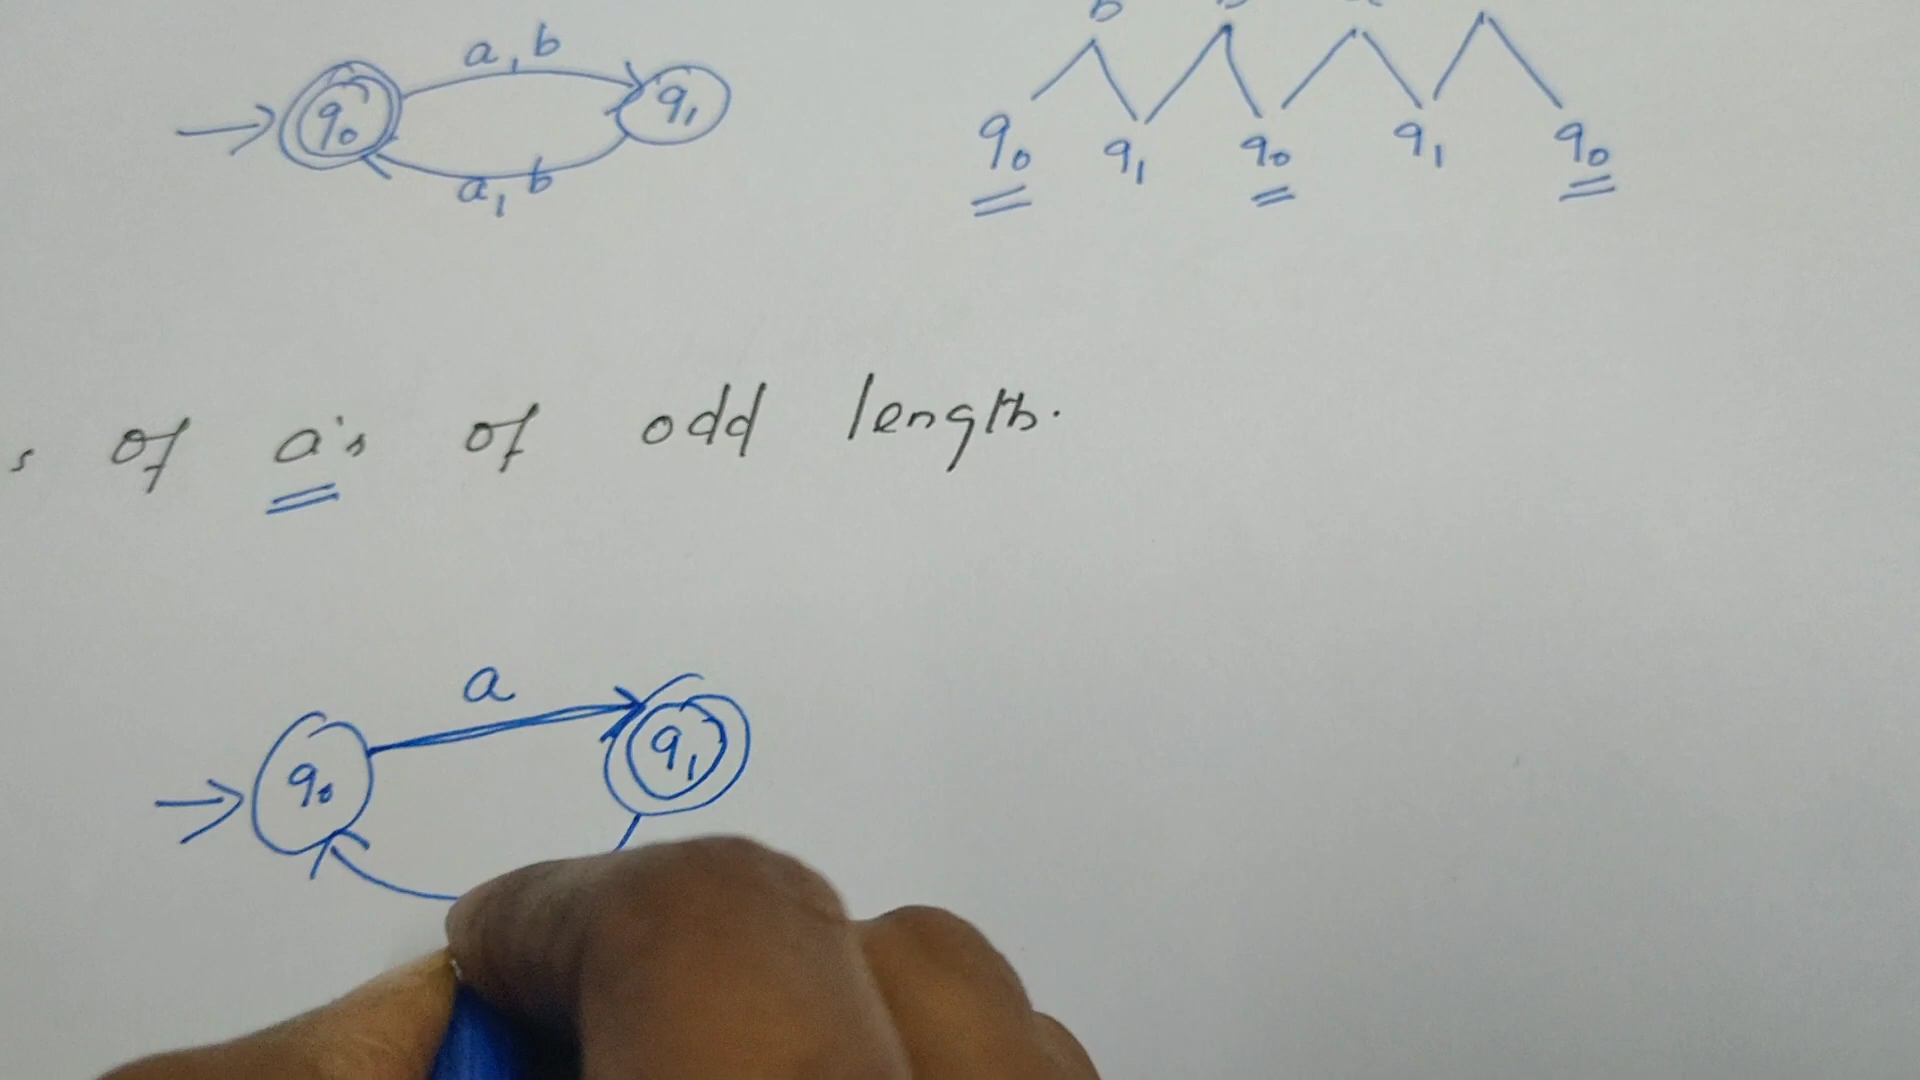 a, b
q0 q1
a, b
b
q0 q1 q0 q1 q0
s of a's of odd length.
a
q0 q1